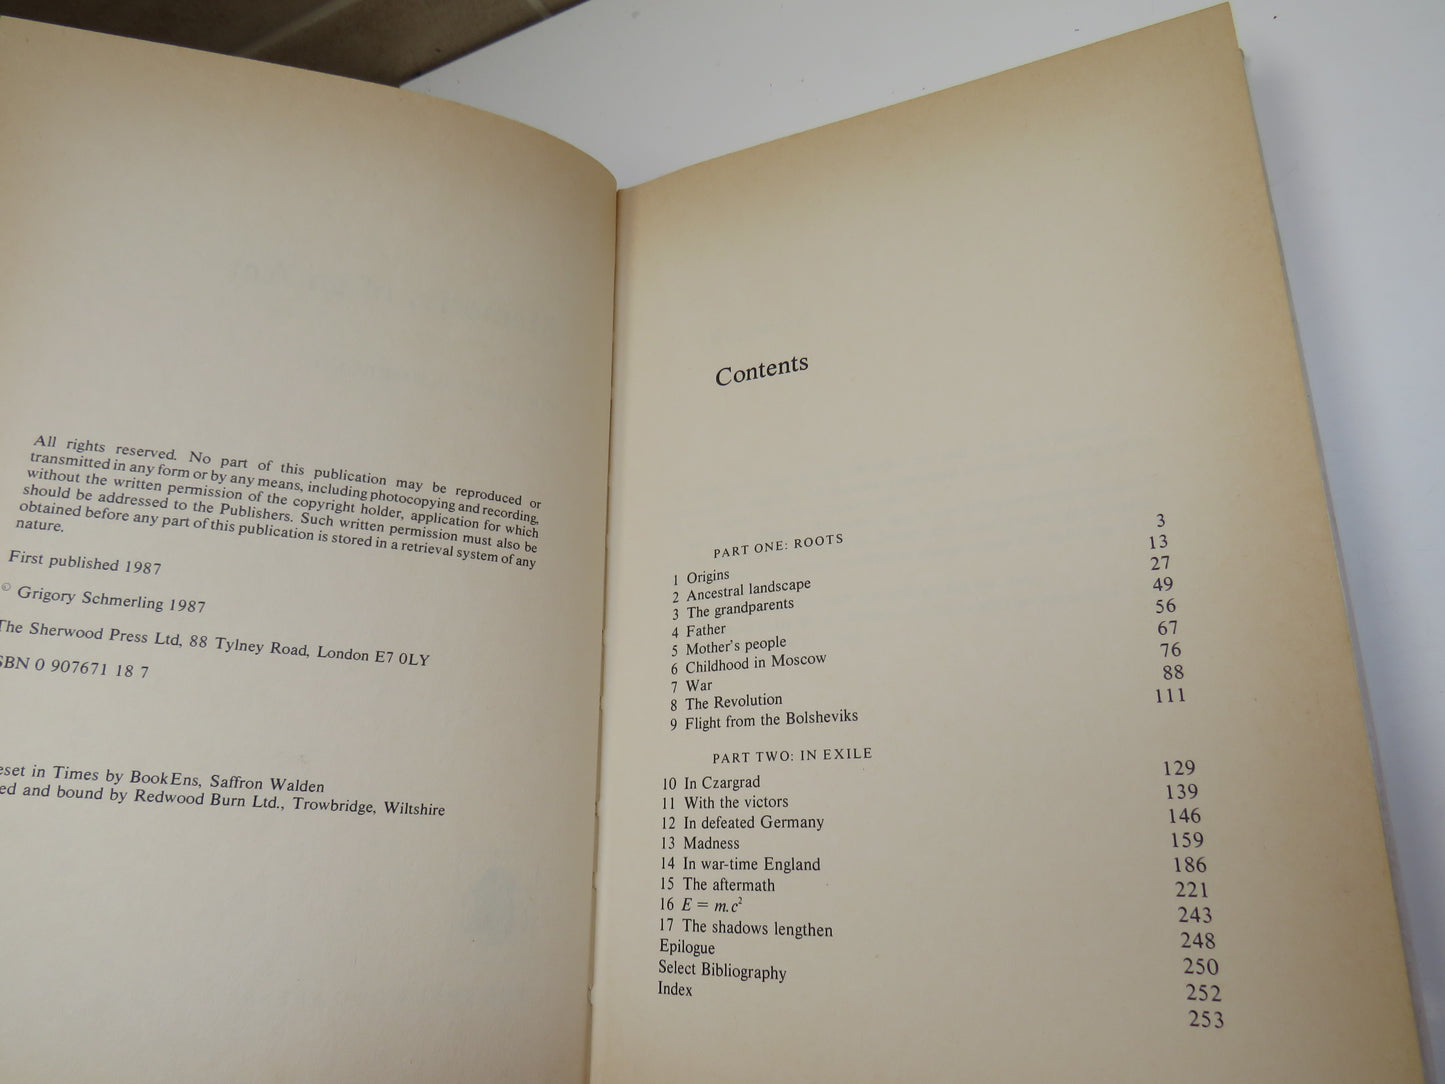 All rights reserved. No part of this publication may be reproduced or
transmitted in any form or by any means, including photocopying and recording,
without the written permission of the copyright holder, application for which
should be addressed to the Publishers. Such written permission must also be
obtained before any part of this publication is stored in a retrieval system of any
nature.
First published 1987
© Grigory Schmerling 1987
The Sherwood Press Ltd, 88 Tylney Road, London E7 0LY
SBN 0 907671 18 7
eset in Times by BookEns, Saffron Walden
ed and bound by Redwood Burn Ltd., Trowbridge, Wiltshire
Contents
PART ONE: ROOTS
1 Origins 3
2 Ancestral landscape 13
3 The grandparents 27
4 Father 49
5 Mother's people 56
6 Childhood in Moscow 67
7 War 76
8 The Revolution 88
9 Flight from the Bolsheviks 111
PART TWO: IN EXILE
10 In Czargrad 129
11 With the victors 139
12 In defeated Germany 146
13 Madness 159
14 In war-time England 186
15 The aftermath 221
16 E = m.c² 243
17 The shadows lengthen 248
Epilogue 250
Select Bibliography 252
Index 253